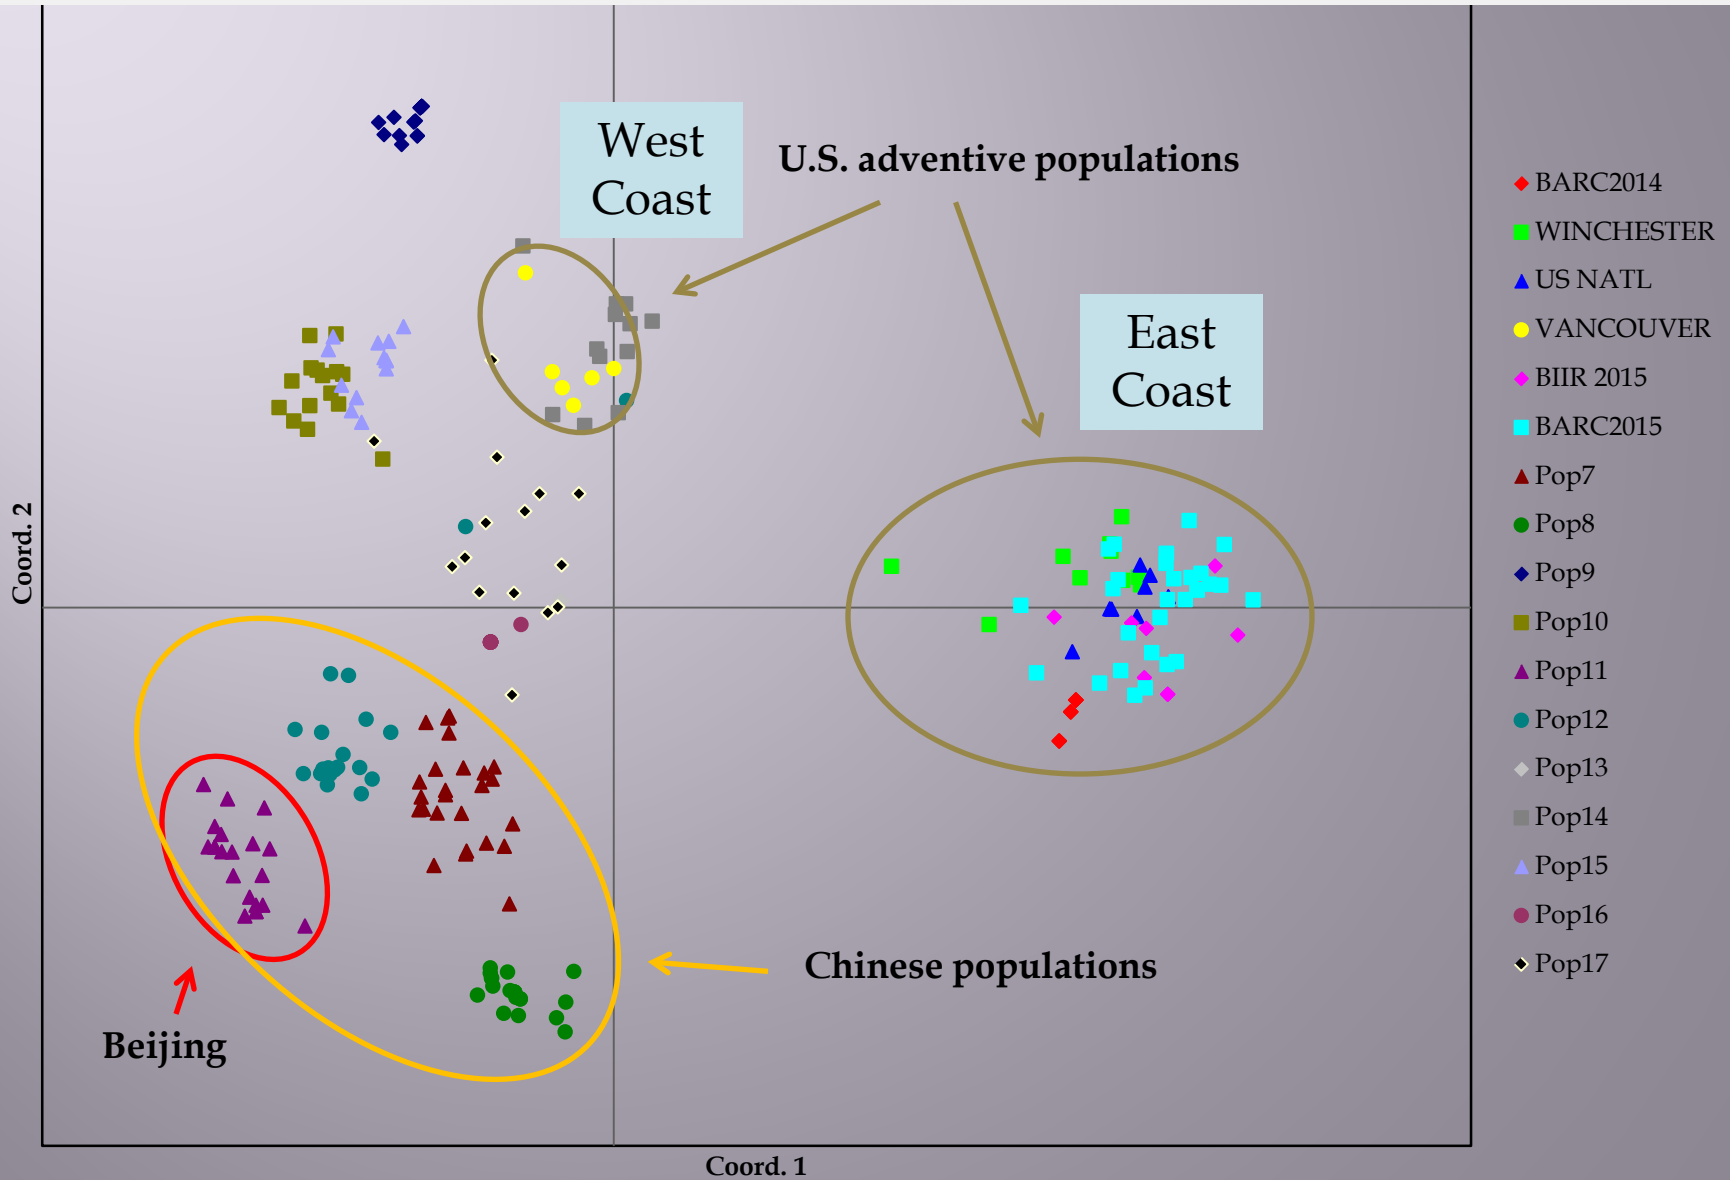 West
Coast
U.S. adventive populations
East
Coast
Coord. 2
Chinese populations
Beijing
Coord. 1
BARC2014
WINCHESTER
US NATL
VANCOUVER
BIIR 2015
BARC2015
Pop7
Pop8
Pop9
Pop10
Pop11
Pop12
Pop13
Pop14
Pop15
Pop16
Pop17